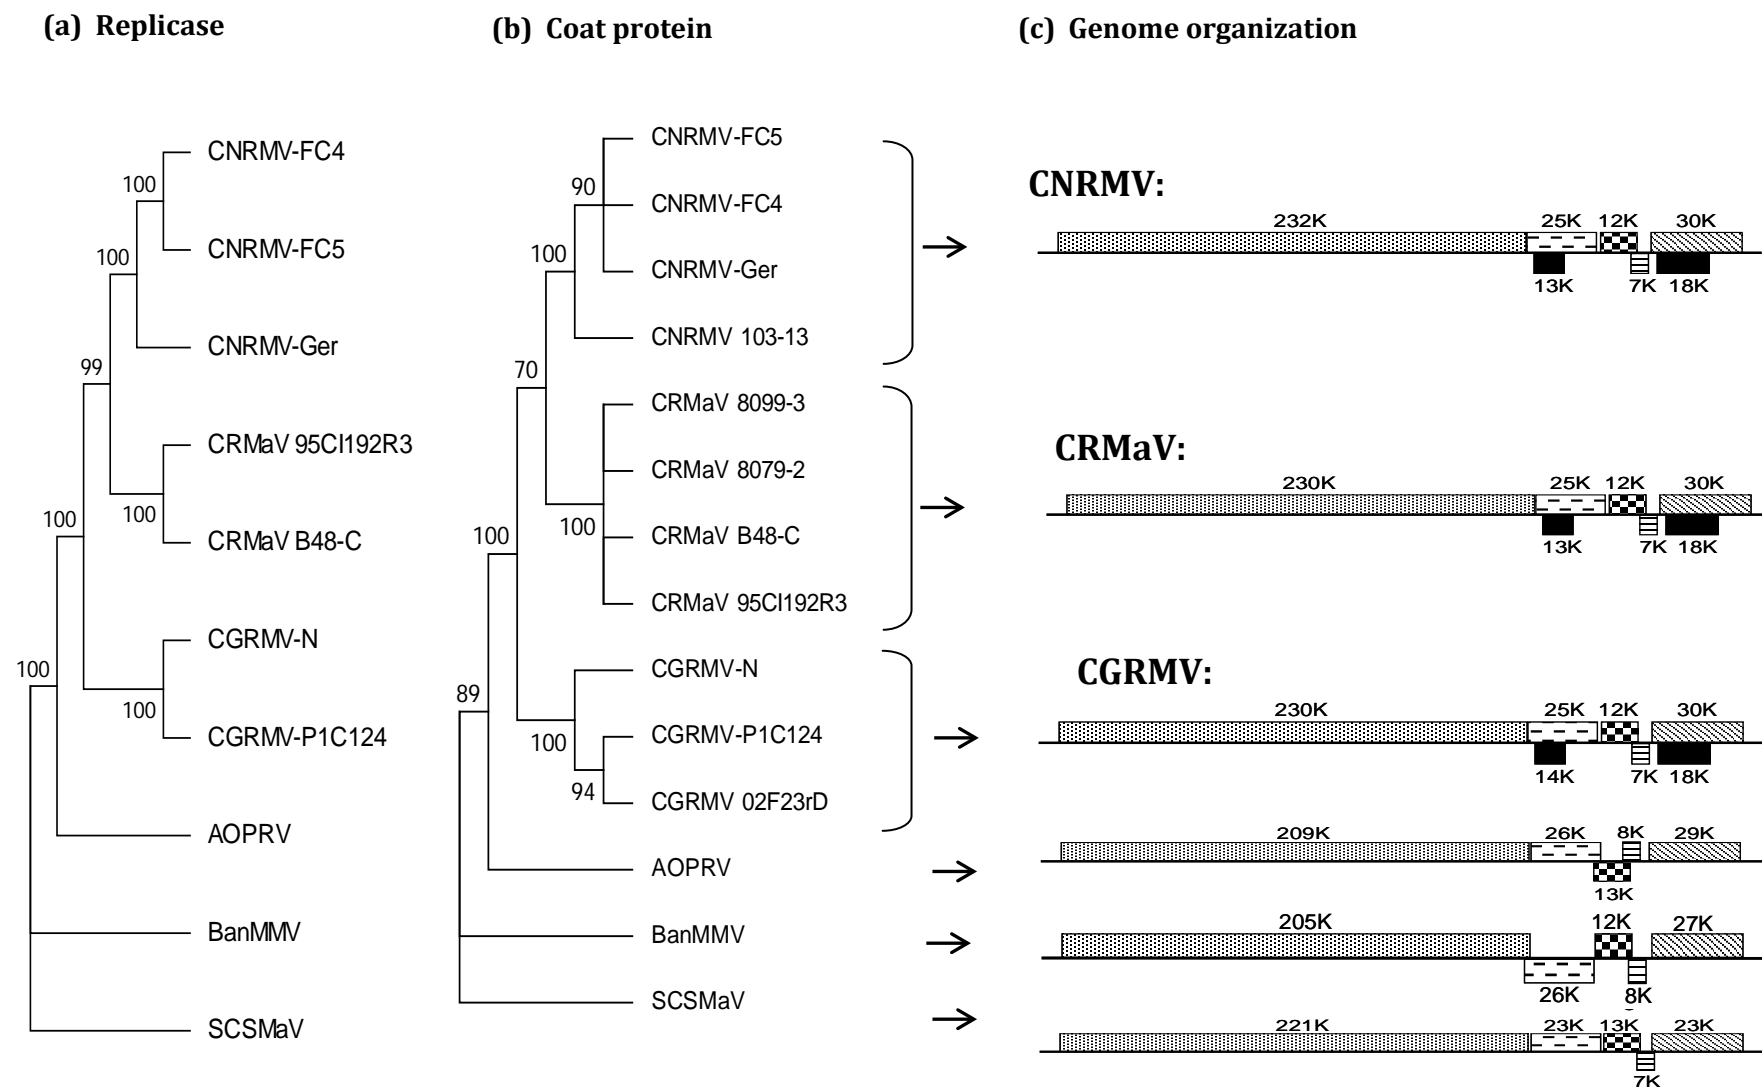 (a) Replicase
(b) Coat protein
(c) Genome organization
CNRMV-FC4
CNRMV-FC5
CNRMV-Ger
CRMaV 95CI192R3
CRMaV B48-C
CGRMV-N
CGRMV-P1C124
AOPRV
BanMMV
SCSMaV
100
100
99
100
100
100
100
CNRMV-FC5
CNRMV-FC4
CNRMV-Ger
CNRMV 103-13
CRMaV 8099-3
CRMaV 8079-2
CRMaV B48-C
CRMaV 95CI192R3
CGRMV-N
CGRMV-P1C124
CGRMV 02F23rD
AOPRV
BanMMV
SCSMaV
90
100
70
100
100
89
100
94
CNRMV:
232K 25K 12K 30K
13K 7K 18K
CRMaV:
230K 25K 12K 30K
13K 7K 18K
CGRMV:
230K 25K 12K 30K
14K 7K 18K
209K 26K 8K 29K
13K
205K 12K 27K
26K 8K
221K 23K 13K 23K
7K